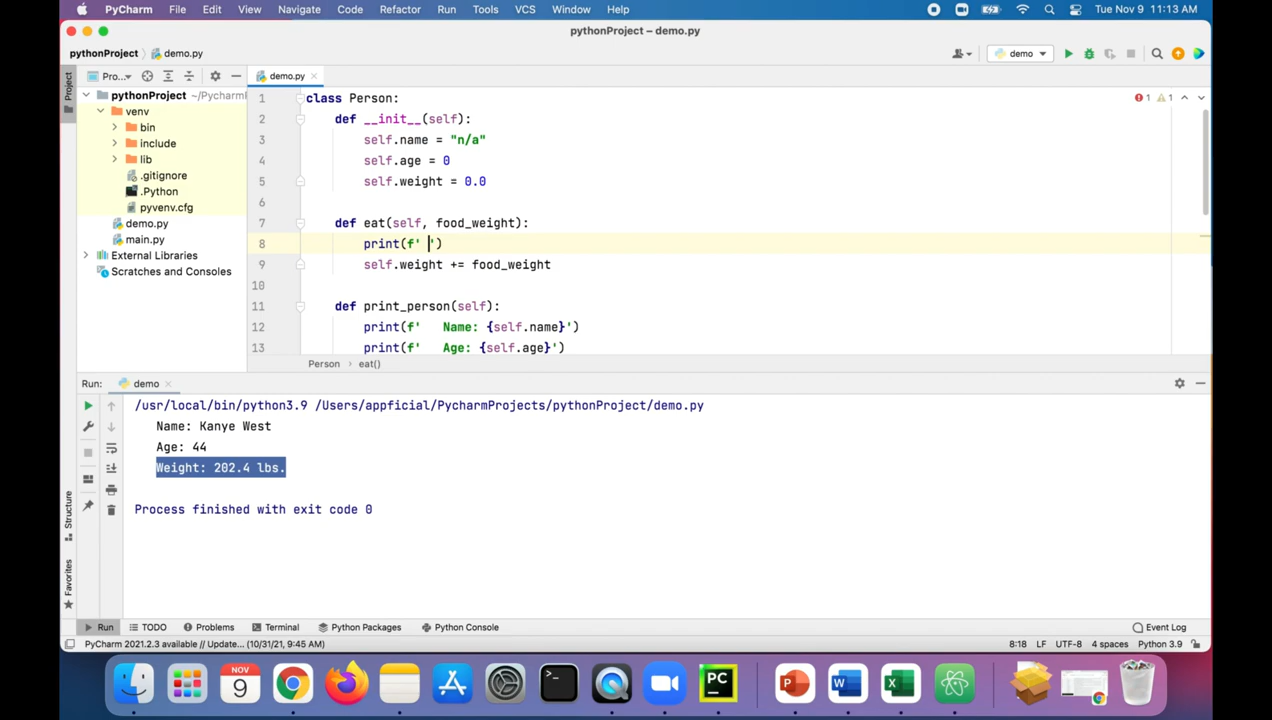 PyCharm File Edit View Navigate Code Refactor Run Tools VCS Window Help Tue Nov 9 11:13 AM
pythonProject – demo.py
pythonProject demo.py demo
Project Pro... demo.py
pythonProject ~/Pycharm
venv
bin
include
lib
.gitignore
.Python
pyvenv.cfg
demo.py
main.py
External Libraries
Scratches and Consoles
1 class Person:
2 def __init__(self):
3 self.name = "n/a"
4 self.age = 0
5 self.weight = 0.0
6
7 def eat(self, food_weight):
8 print(f' ')
9 self.weight += food_weight
10
11 def print_person(self):
12 print(f'   Name: {self.name}')
13 print(f'   Age: {self.age}')
1 1
Person eat()
Run: demo
/usr/local/bin/python3.9 /Users/appficial/PycharmProjects/pythonProject/demo.py
Name: Kanye West
Age: 44
Weight: 202.4 lbs.
Process finished with exit code 0
Structure
Favorites
Run TODO Problems Terminal Python Packages Python Console Event Log
PyCharm 2021.2.3 available // Update... (10/31/21, 9:45 AM) 8:18 LF UTF-8 4 spaces Python 3.9
NOV
9
>_
PC
P
W
X